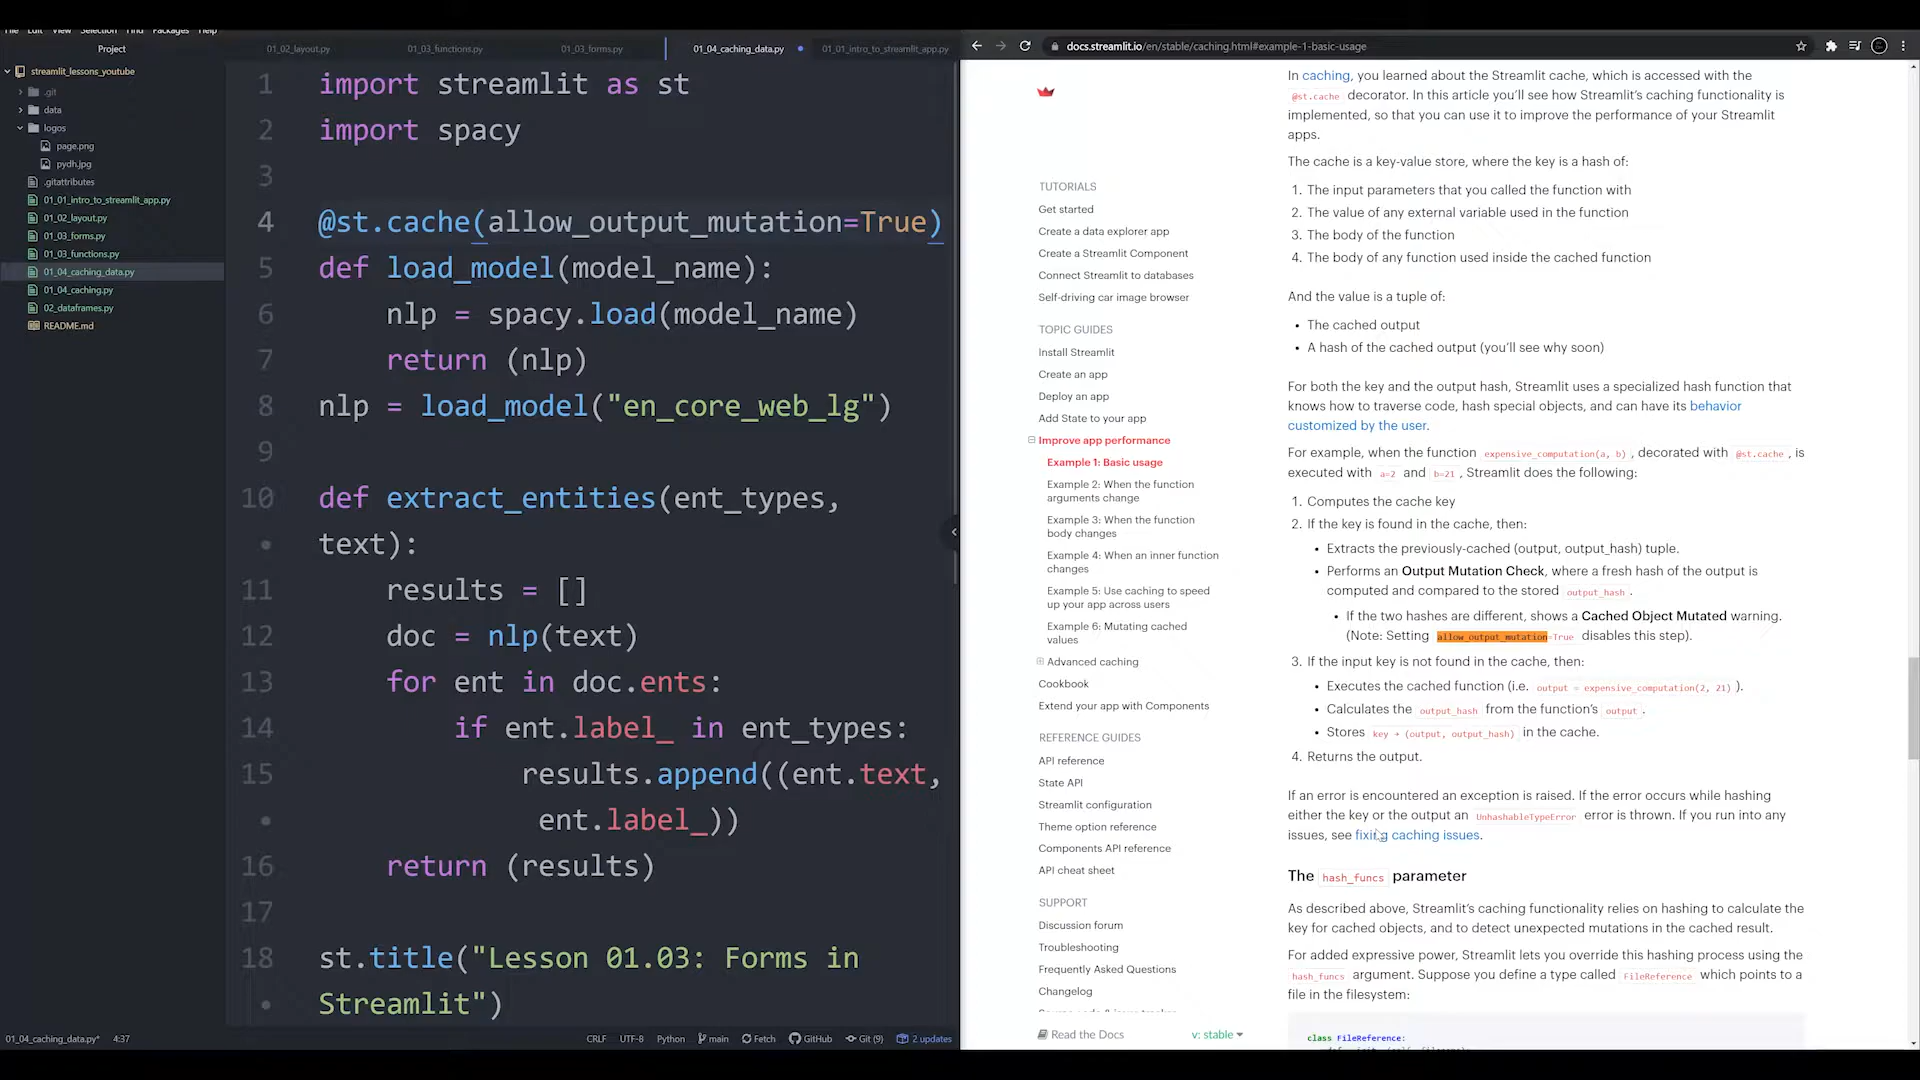 File Edit View Selection Find Packages Help
Project
streamlit_lessons_youtube
.git
data
logos
page.png
pydh.jpg
.gitattributes
01_01_intro_to_streamlit_app.py
01_02_layout.py
01_03_forms.py
01_03_functions.py
01_04_caching_data.py
01_04_caching.py
02_dataframes.py
README.md
01_02_layout.py 01_03_functions.py 01_03_forms.py 01_04_caching_data.py 01_01_intro_to_streamlit_app.py
1 import streamlit as st
2 import spacy
3
4 @st.cache(allow_output_mutation=True)
5 def load_model(model_name):
6 nlp = spacy.load(model_name)
7 return (nlp)
8 nlp = load_model("en_core_web_lg")
9
10 def extract_entities(ent_types,
text):
11 results = []
12 doc = nlp(text)
13 for ent in doc.ents:
14 if ent.label_ in ent_types:
15 results.append((ent.text,
ent.label_))
16 return (results)
17
18 st.title("Lesson 01.03: Forms in
Streamlit")
01_04_caching_data.py* 4:37 CRLF UTF-8 Python main Fetch GitHub Git (9) 2 updates
docs.streamlit.io/en/stable/caching.html#example-1-basic-usage
TUTORIALS
Get started
Create a data explorer app
Create a Streamlit Component
Connect Streamlit to databases
Self-driving car image browser
TOPIC GUIDES
Install Streamlit
Create an app
Deploy an app
Add State to your app
Improve app performance
Example 1: Basic usage
Example 2: When the function
arguments change
Example 3: When the function
body changes
Example 4: When an inner function
changes
Example 5: Use caching to speed
up your app across users
Example 6: Mutating cached
values
Advanced caching
Cookbook
Extend your app with Components
REFERENCE GUIDES
API reference
State API
Streamlit configuration
Theme option reference
Components API reference
API cheat sheet
SUPPORT
Discussion forum
Troubleshooting
Frequently Asked Questions
Changelog
Read the Docs v: stable
In caching, you learned about the Streamlit cache, which is accessed with the
@st.cache decorator. In this article you'll see how Streamlit's caching functionality is
implemented, so that you can use it to improve the performance of your Streamlit
apps.
The cache is a key-value store, where the key is a hash of:
1. The input parameters that you called the function with
2. The value of any external variable used in the function
3. The body of the function
4. The body of any function used inside the cached function
And the value is a tuple of:
• The cached output
• A hash of the cached output (you'll see why soon)
For both the key and the output hash, Streamlit uses a specialized hash function that
knows how to traverse code, hash special objects, and can have its behavior
customized by the user.
For example, when the function expensive_computation(a, b), decorated with @st.cache, is
executed with a=2 and b=21, Streamlit does the following:
1. Computes the cache key
2. If the key is found in the cache, then:
• Extracts the previously-cached (output, output_hash) tuple.
• Performs an Output Mutation Check, where a fresh hash of the output is
computed and compared to the stored output_hash.
• If the two hashes are different, shows a Cached Object Mutated warning.
(Note: Setting allow_output_mutation=True disables this step).
3. If the input key is not found in the cache, then:
• Executes the cached function (i.e. output = expensive_computation(2, 21)).
• Calculates the output_hash from the function's output.
• Stores key → (output, output_hash) in the cache.
4. Returns the output.
If an error is encountered an exception is raised. If the error occurs while hashing
either the key or the output an UnhashableTypeError error is thrown. If you run into any
issues, see fixing caching issues.
The hash_funcs parameter
As described above, Streamlit's caching functionality relies on hashing to calculate the
key for cached objects, and to detect unexpected mutations in the cached result.
For added expressive power, Streamlit lets you override this hashing process using the
hash_funcs argument. Suppose you define a type called FileReference which points to a
file in the filesystem:
class FileReference: